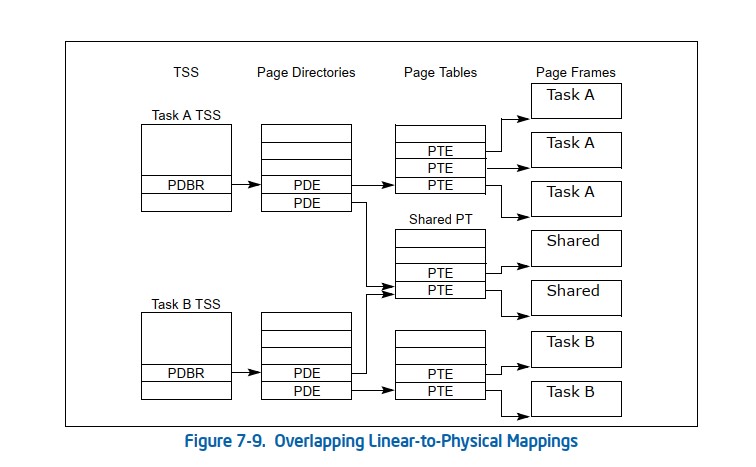 TSS Page Directories Page Tables Page Frames
Task A
Task A TSS
PTE
Task A
PTE
PDBR PDE PTE
Task A
PDE
Shared PT
Shared
PTE
PTE
Shared
Task B TSS
Task B
PDBR PDE PTE
PDE PTE
Task B
Figure 7-9. Overlapping Linear-to-Physical Mappings